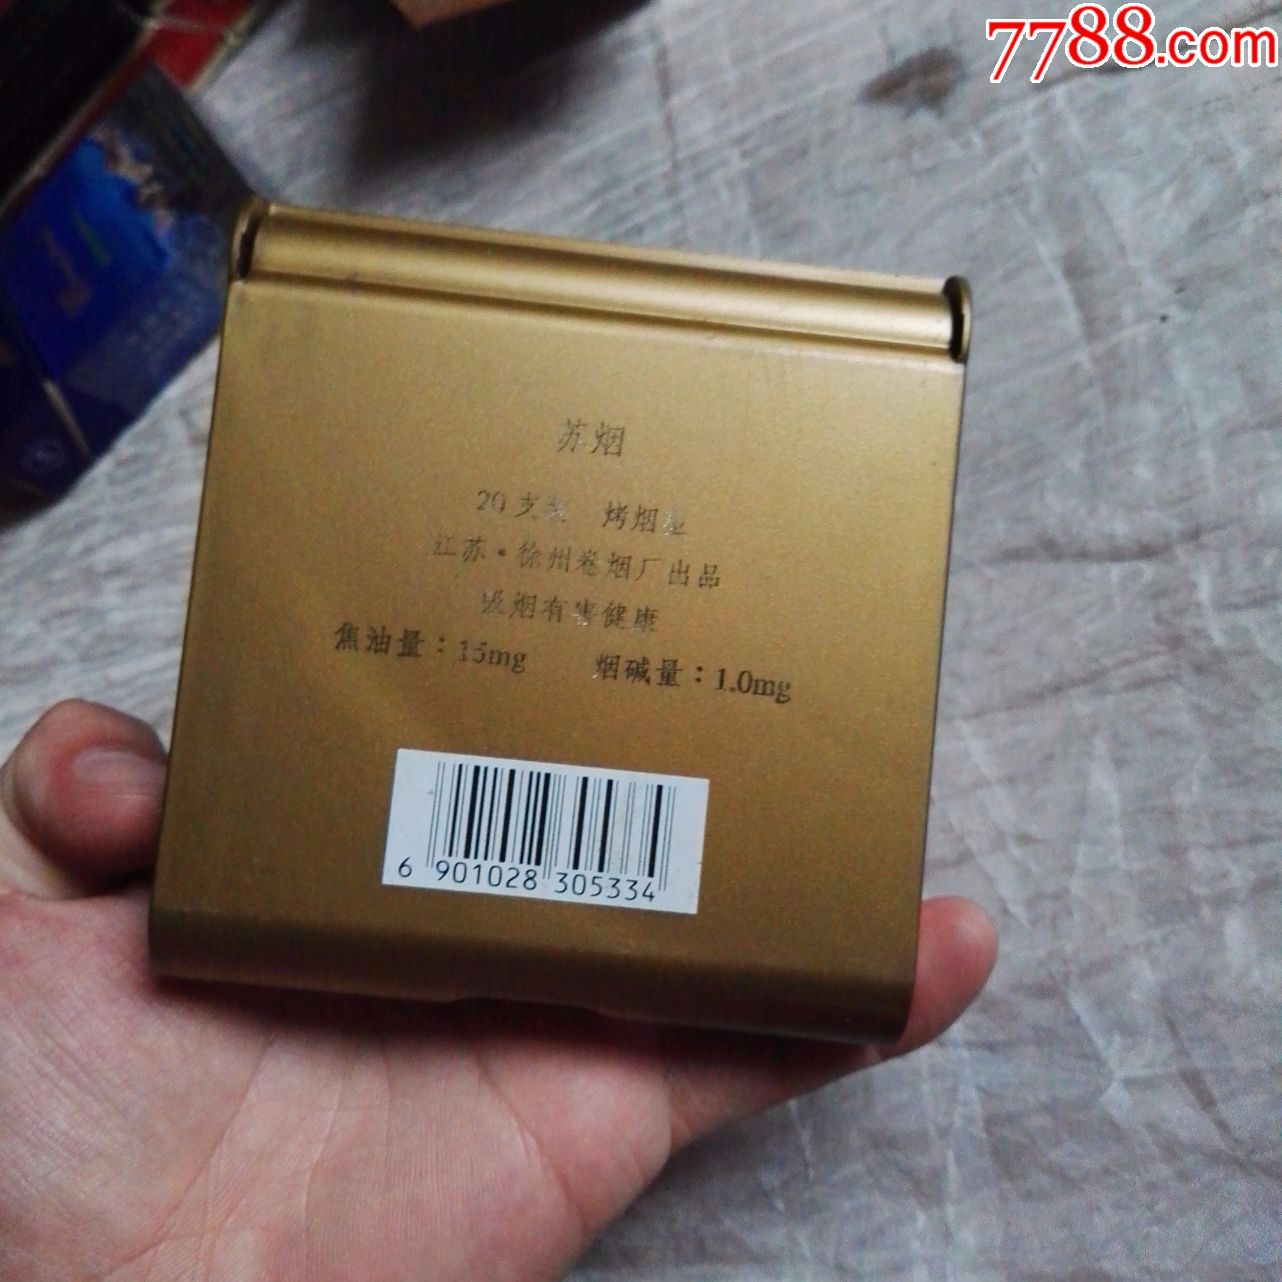 7788.com
苏烟
20支装 烤烟型
江苏·徐州卷烟厂出品
吸烟有害健康
焦油量：15mg 烟碱量：1.0mg
6 901028 305334